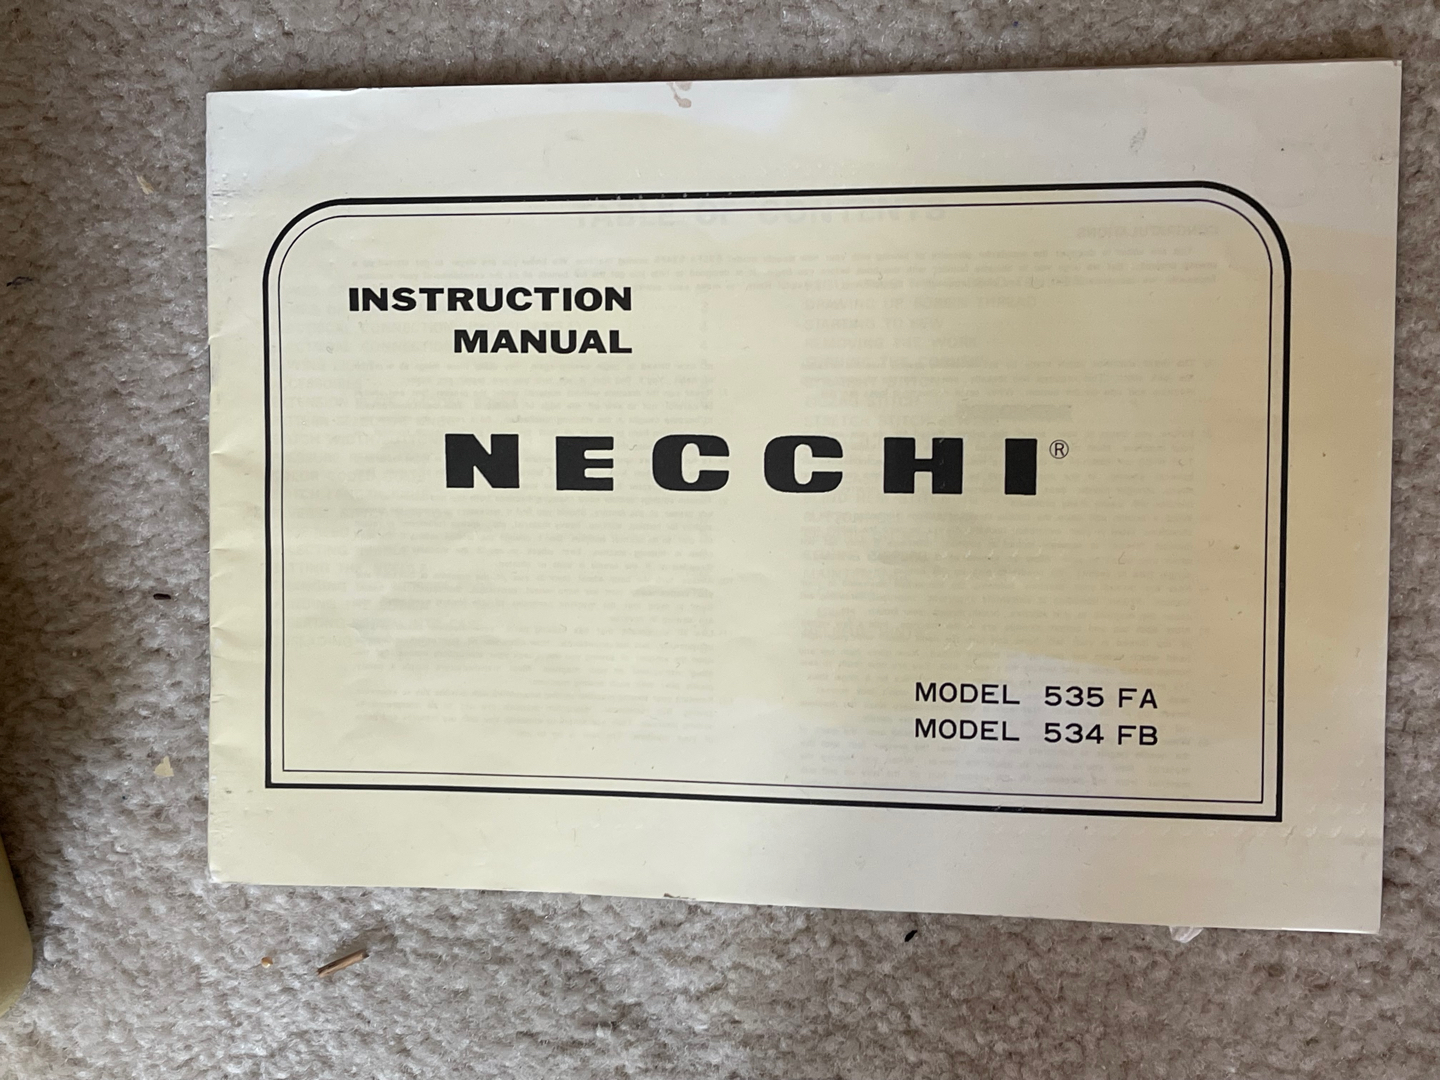 INSTRUCTION
MANUAL
NECCHI®
MODEL 535 FA
MODEL 534 FB